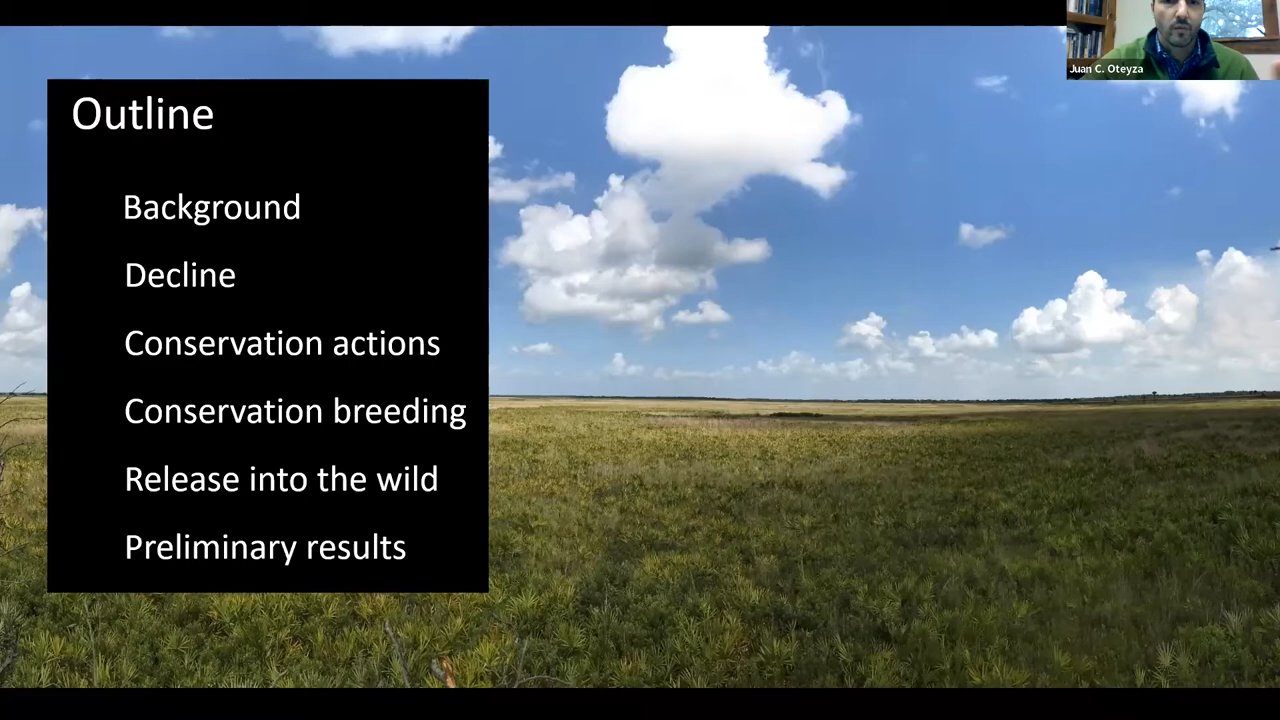 Juan C. Oteyza
Outline
Background
Decline
Conservation actions
Conservation breeding
Release into the wild
Preliminary results